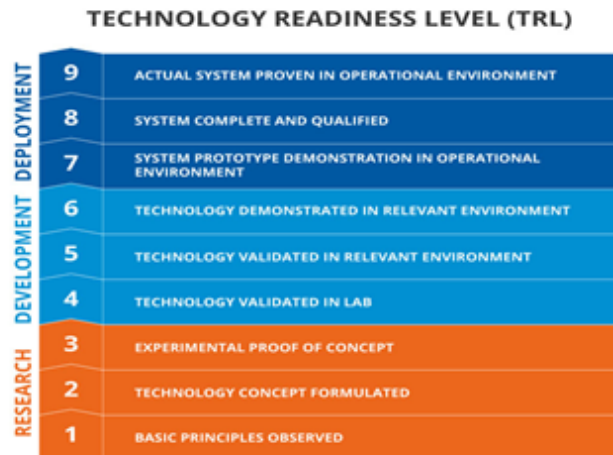 TECHNOLOGY READINESS LEVEL (TRL)
DEPLOYMENT
9 ACTUAL SYSTEM PROVEN IN OPERATIONAL ENVIRONMENT
8 SYSTEM COMPLETE AND QUALIFIED
7 SYSTEM PROTOTYPE DEMONSTRATION IN OPERATIONAL
ENVIRONMENT
DEVELOPMENT
6 TECHNOLOGY DEMONSTRATED IN RELEVANT ENVIRONMENT
5 TECHNOLOGY VALIDATED IN RELEVANT ENVIRONMENT
4 TECHNOLOGY VALIDATED IN LAB
RESEARCH
3 EXPERIMENTAL PROOF OF CONCEPT
2 TECHNOLOGY CONCEPT FORMULATED
1 BASIC PRINCIPLES OBSERVED